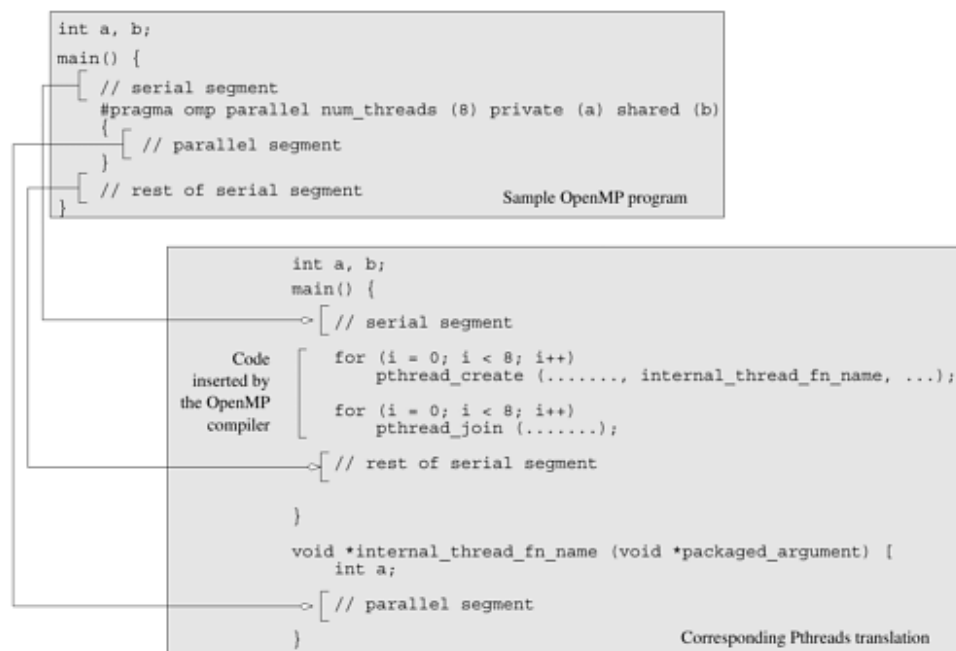 int a, b;
main() {
// serial segment
#pragma omp parallel num_threads (8) private (a) shared (b)
{
// parallel segment
}
// rest of serial segment
}
Sample OpenMP program
int a, b;
main() {
// serial segment
Code
inserted by
the OpenMP
compiler
for (i = 0; i < 8; i++)
pthread_create (......., internal_thread_fn_name, ...);
for (i = 0; i < 8; i++)
pthread_join (.......);
// rest of serial segment
}
void *internal_thread_fn_name (void *packaged_argument) [
int a;
// parallel segment
}
Corresponding Pthreads translation